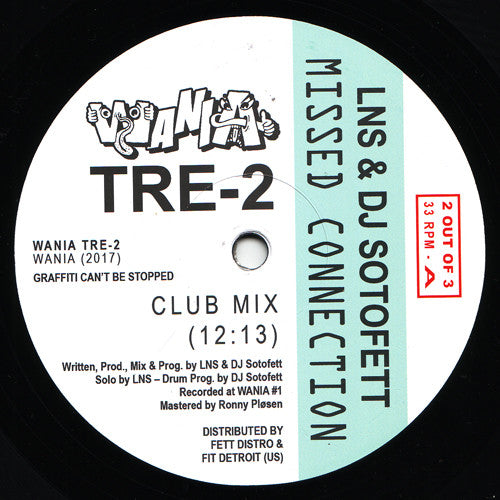 WANIA
TRE-2
WANIA TRE-2
WANIA (2017)
GRAFFITI CAN'T BE STOPPED
CLUB MIX
(12:13)
Written, Prod., Mix & Prog. by LNS & DJ Sotofett
Solo by LNS – Drum Prog. by DJ Sotofett
Recorded at WANIA #1
Mastered by Ronny Pløsen
DISTRIBUTED BY
FETT DISTRO &
FIT DETROIT (US)
LNS & DJ SOTOFETT
MISSED CONNECTION
2 OUT OF 3
33 RPM - A